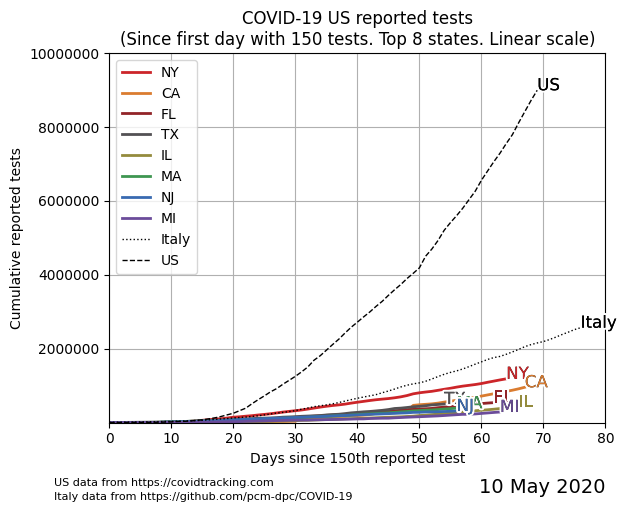 COVID-19 US reported tests
(Since first day with 150 tests. Top 8 states. Linear scale)
Cumulative reported tests
10000000
8000000
6000000
4000000
2000000
NY
CA
FL
TX
IL
MA
NJ
MI
Italy
US
US
Italy
NY
CA
FL
TX
IL
MA
NJ
MI
0 10 20 30 40 50 60 70 80
Days since 150th reported test
US data from https://covidtracking.com
Italy data from https://github.com/pcm-dpc/COVID-19
10 May 2020